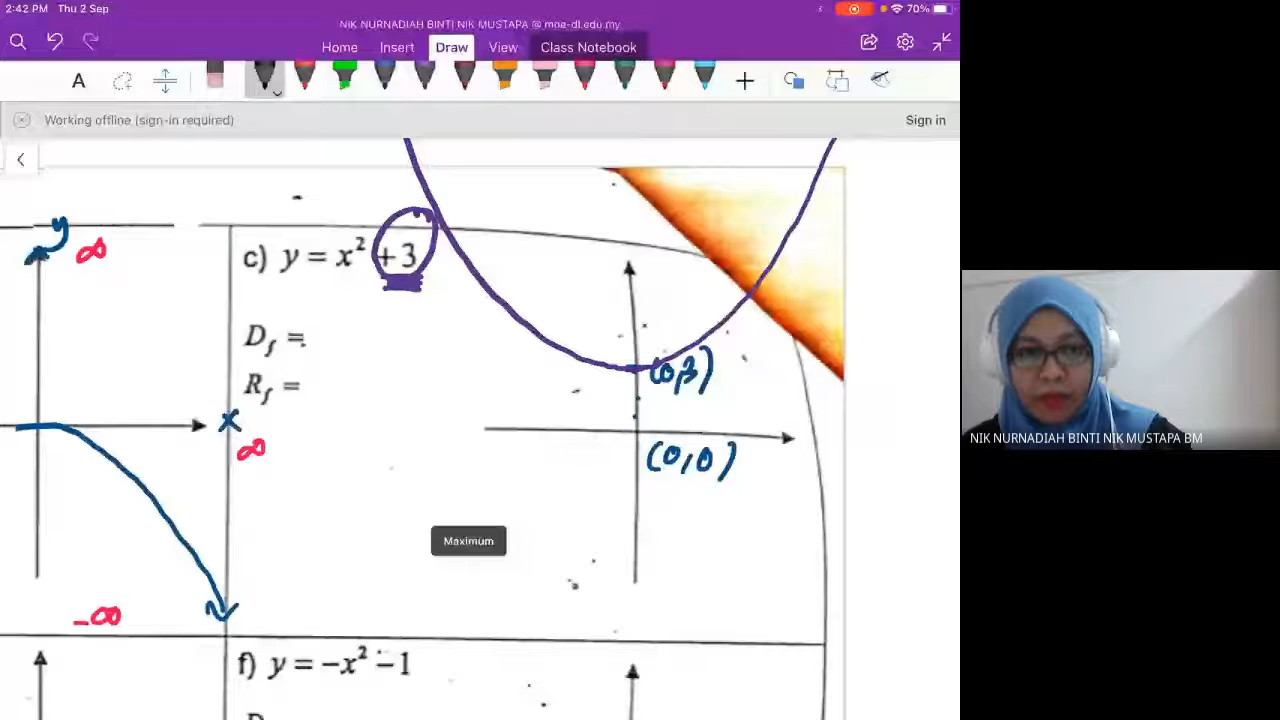 2:42 PM Thu 2 Sep
70%
NIK NURNADIAH BINTI NIK MUSTAPA @ moe-dl.edu.my
Home Insert Draw View Class Notebook
A
Working offline (sign-in required) Sign in
y
∞
c) y = x² + 3
D_f =
R_f =
(0,3)
x
∞
(0,0)
Maximum
-∞
f) y = -x² - 1
NIK NURNADIAH BINTI NIK MUSTAPA BM